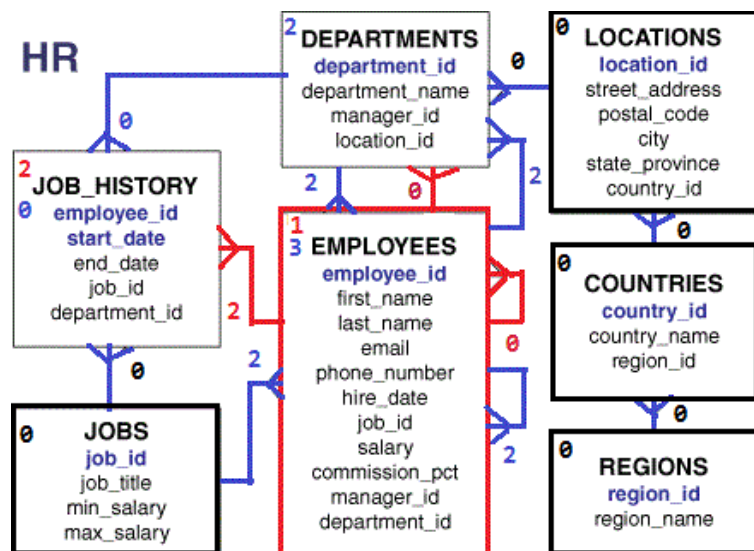 HR
2
DEPARTMENTS
department_id
department_name
manager_id
location_id
0
0
LOCATIONS
location_id
street_address
postal_code
city
state_province
country_id
0
2
0
2
2
JOB_HISTORY
0
employee_id
start_date
end_date
job_id
department_id
1
3
EMPLOYEES
employee_id
first_name
last_name
email
phone_number
hire_date
job_id
salary
commission_pct
manager_id
department_id
0
0
COUNTRIES
country_id
country_name
region_id
2
0
0
2
2
0
0
JOBS
job_id
job_title
min_salary
max_salary
0
REGIONS
region_id
region_name